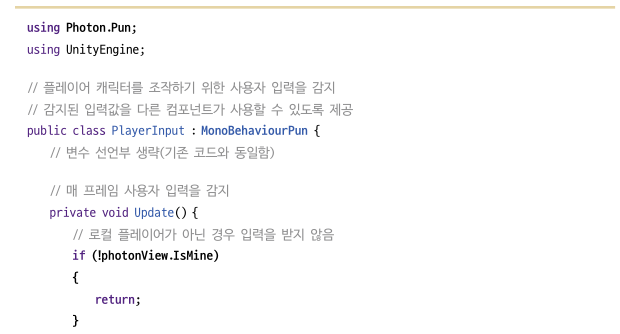 using Photon.Pun;
using UnityEngine;
// 플레이어 캐릭터를 조작하기 위한 사용자 입력을 감지
// 감지된 입력값을 다른 컴포넌트가 사용할 수 있도록 제공
public class PlayerInput : MonoBehaviourPun {
// 변수 선언부 생략(기존 코드와 동일함)
// 매 프레임 사용자 입력을 감지
private void Update() {
// 로컬 플레이어가 아닌 경우 입력을 받지 않음
if (!photonView.IsMine)
{
return;
}